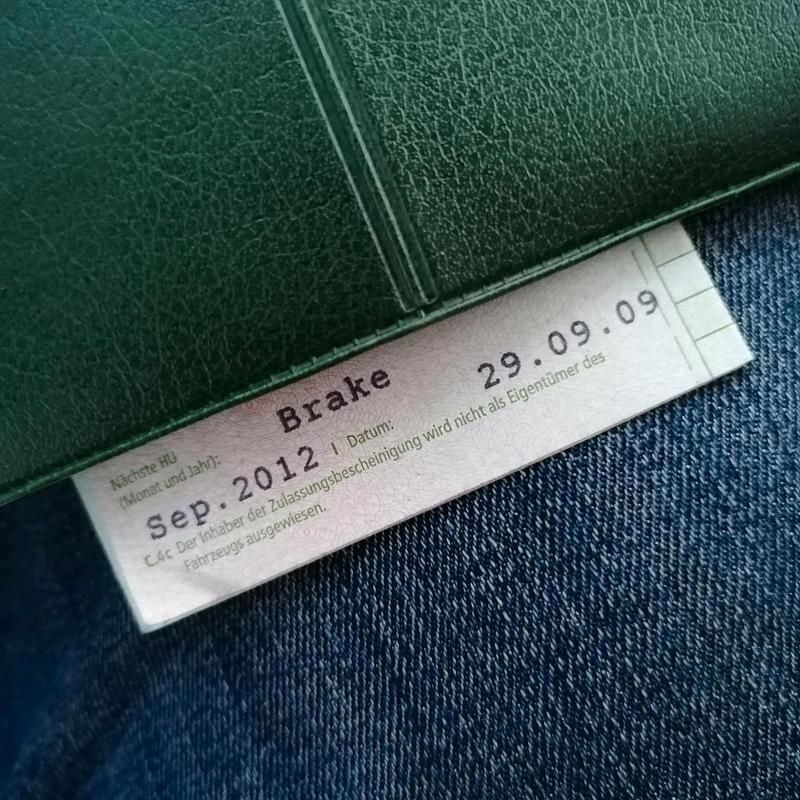 Brake 29.09.09
Nächste HU
(Monat und Jahr): I Datum:
Sep.2012
C.4c Der Inhaber der Zulassungsbescheinigung wird nicht als Eigentümer des
Fahrzeugs ausgewiesen.